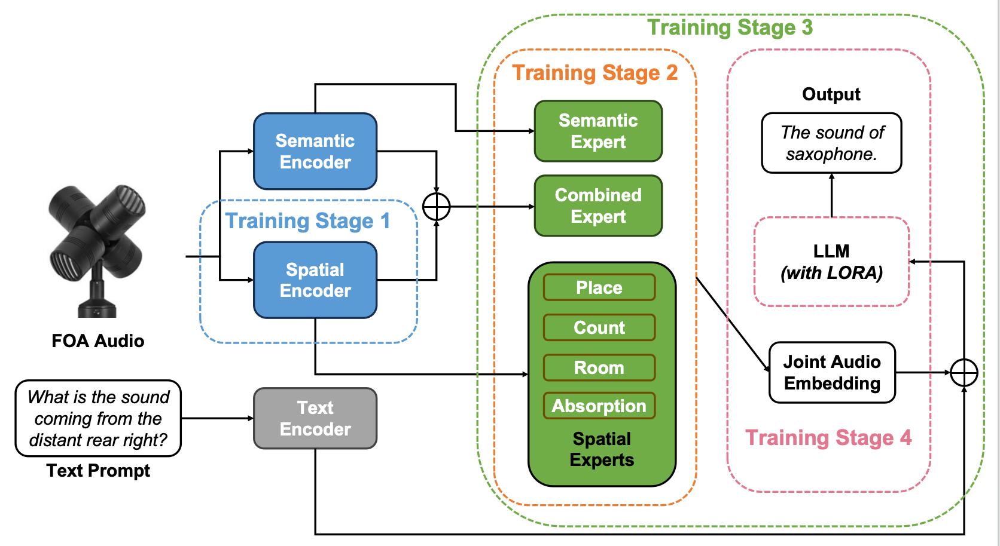 Training Stage 3
Training Stage 2
Output
Semantic
Expert
The sound of
saxophone.
Semantic
Encoder
Combined
Expert
Training Stage 1
LLM
(with LORA)
Spatial
Encoder
Place
Count
Room
Absorption
Spatial
Experts
Joint Audio
Embedding
Training Stage 4
FOA Audio
What is the sound
coming from the
distant rear right?
Text Prompt
Text
Encoder